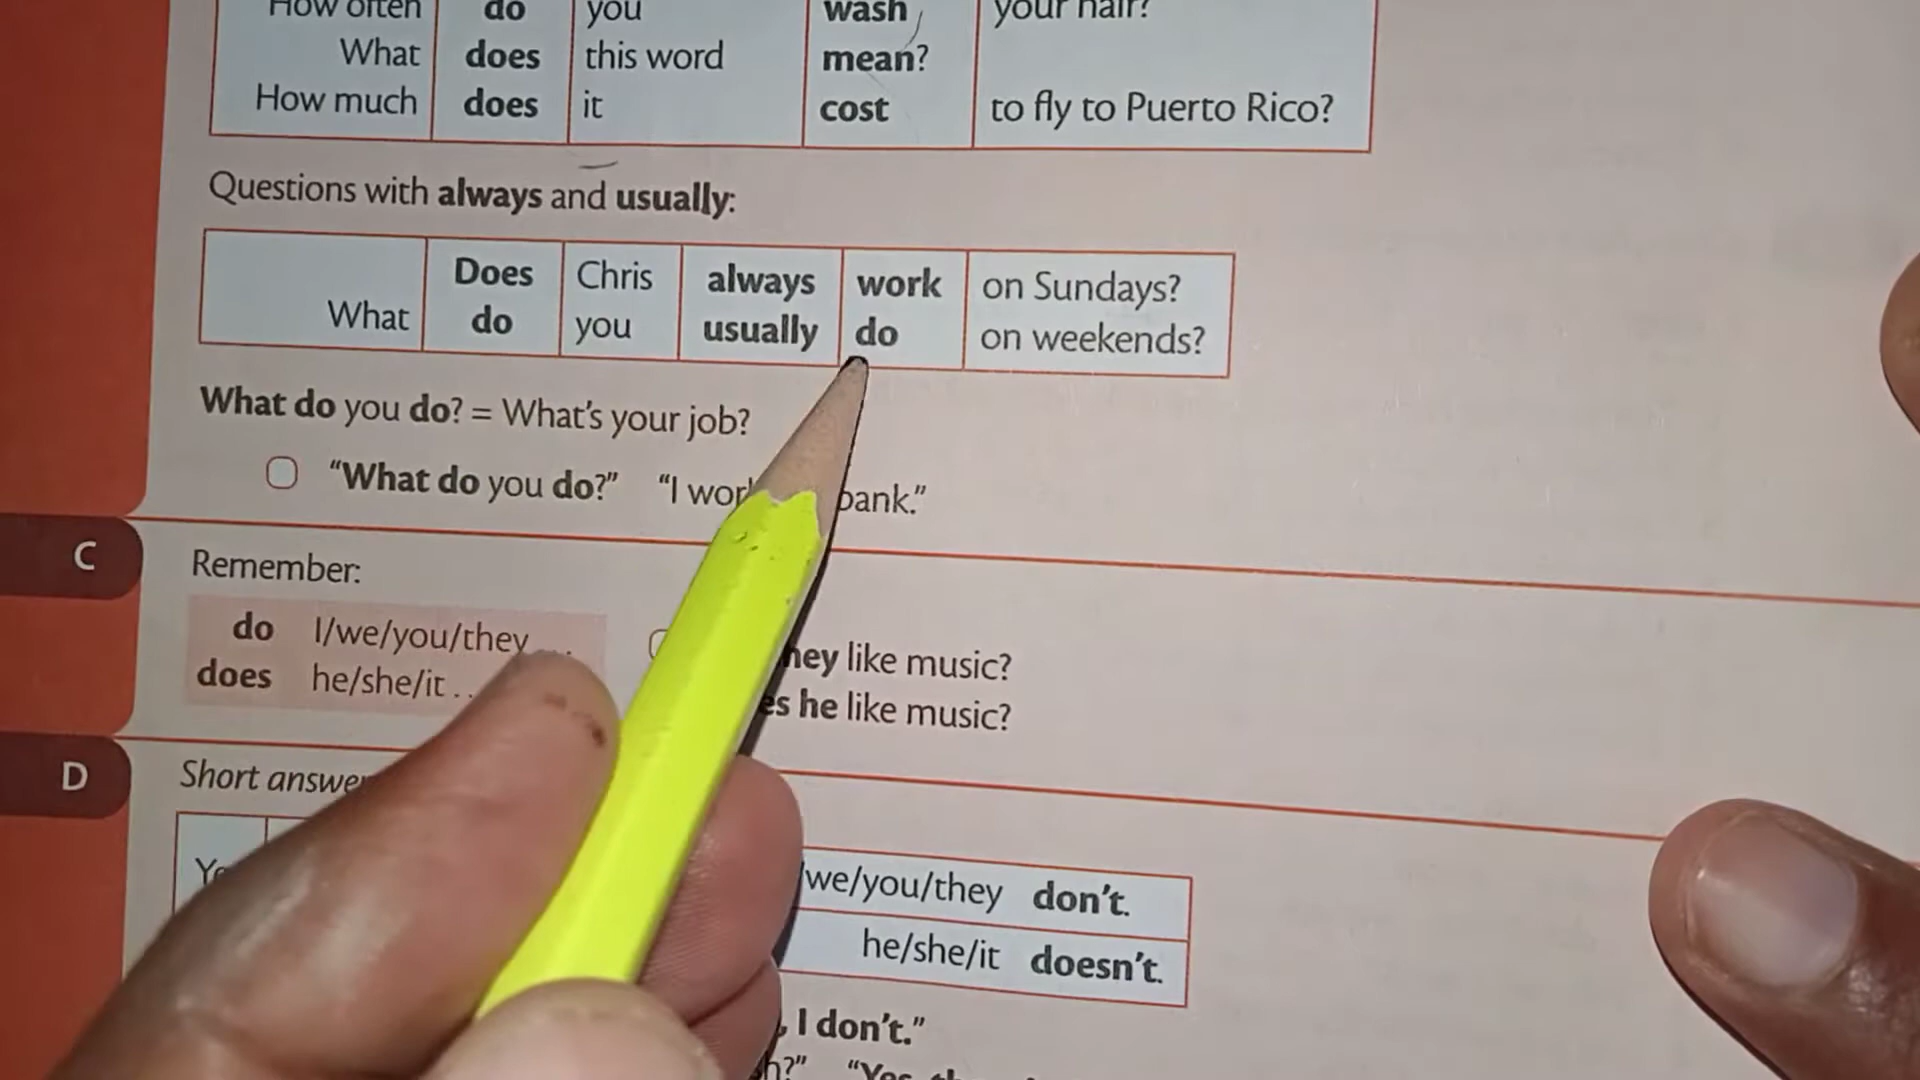 How often do you wash your hair?
What does this word mean?
How much does it cost to fly to Puerto Rico?
Questions with always and usually:
Does Chris always work on Sundays?
What do you usually do on weekends?
What do you do? = What's your job?
"What do you do?" "I work bank."
C
Remember:
do I/we/you/they . .
does he/she/it . .
hey like music?
es he like music?
D
Short answe
we/you/they don't.
he/she/it doesn't.
, I don't."
h?" "Yes,